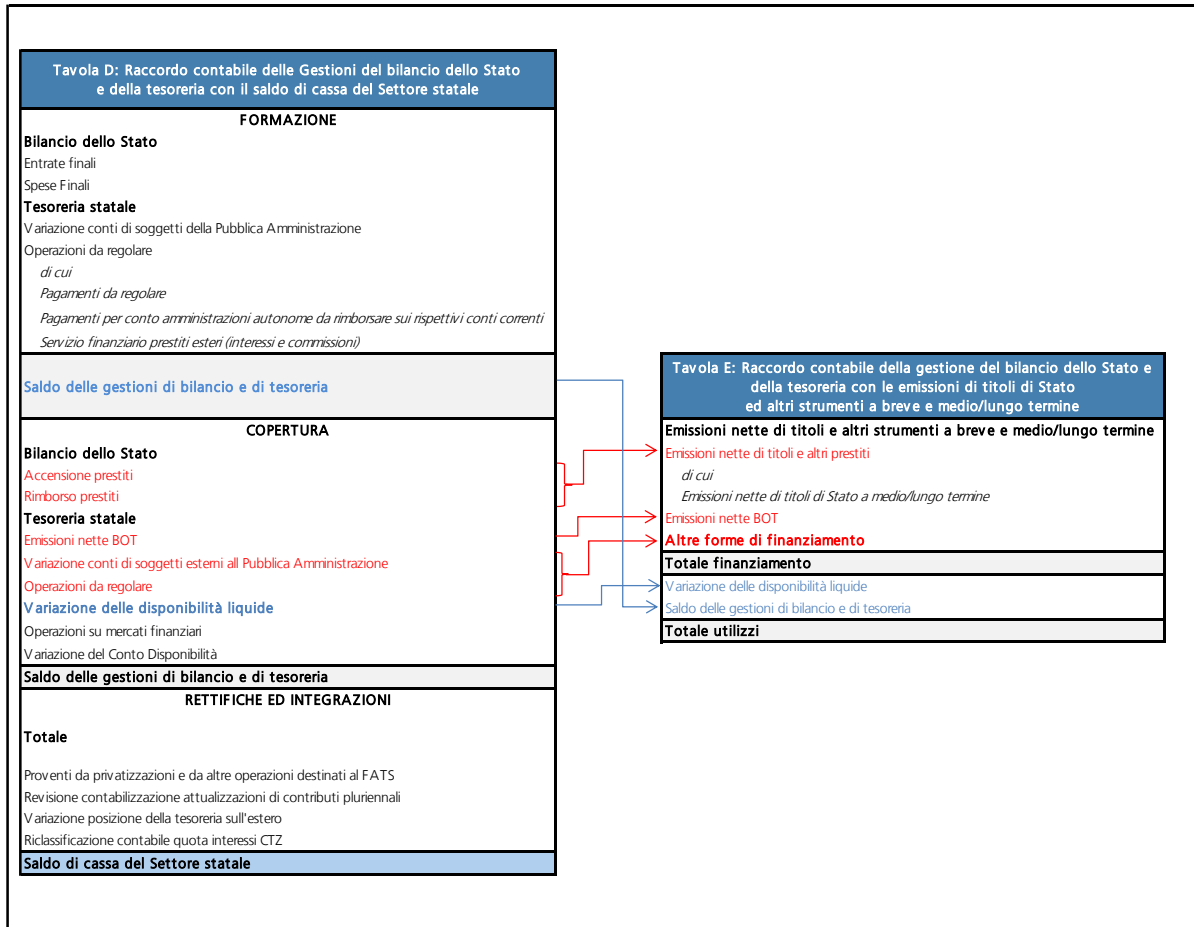 Tavola D: Raccordo contabile delle Gestioni del bilancio dello Stato
e della tesoreria con il saldo di cassa del Settore statale
FORMAZIONE
Bilancio dello Stato
Entrate finali
Spese Finali
Tesoreria statale
Variazione conti di soggetti della Pubblica Amministrazione
Operazioni da regolare
di cui
Pagamenti da regolare
Pagamenti per conto amministrazioni autonome da rimborsare sui rispettivi conti correnti
Servizio finanziario prestiti esteri (interessi e commissioni)
Saldo delle gestioni di bilancio e di tesoreria
COPERTURA
Bilancio dello Stato
Accensione prestiti
Rimborso prestiti
Tesoreria statale
Emissioni nette BOT
Variazione conti di soggetti esterni all Pubblica Amministrazione
Operazioni da regolare
Variazione delle disponibilità liquide
Operazioni su mercati finanziari
Variazione del Conto Disponibilità
Saldo delle gestioni di bilancio e di tesoreria
RETTIFICHE ED INTEGRAZIONI
Totale
Proventi da privatizzazioni e da altre operazioni destinati al FATS
Revisione contabilizzazione attualizzazioni di contributi pluriennali
Variazione posizione della tesoreria sull'estero
Riclassificazione contabile quota interessi CTZ
Saldo di cassa del Settore statale
Tavola E: Raccordo contabile della gestione del bilancio dello Stato e
della tesoreria con le emissioni di titoli di Stato
ed altri strumenti a breve e medio/lungo termine
Emissioni nette di titoli e altri strumenti a breve e medio/lungo termine
Emissioni nette di titoli e altri prestiti
di cui
Emissioni nette di titoli di Stato a medio/lungo termine
Emissioni nette BOT
Altre forme di finanziamento
Totale finanziamento
Variazione delle disponibilità liquide
Saldo delle gestioni di bilancio e di tesoreria
Totale utilizzi